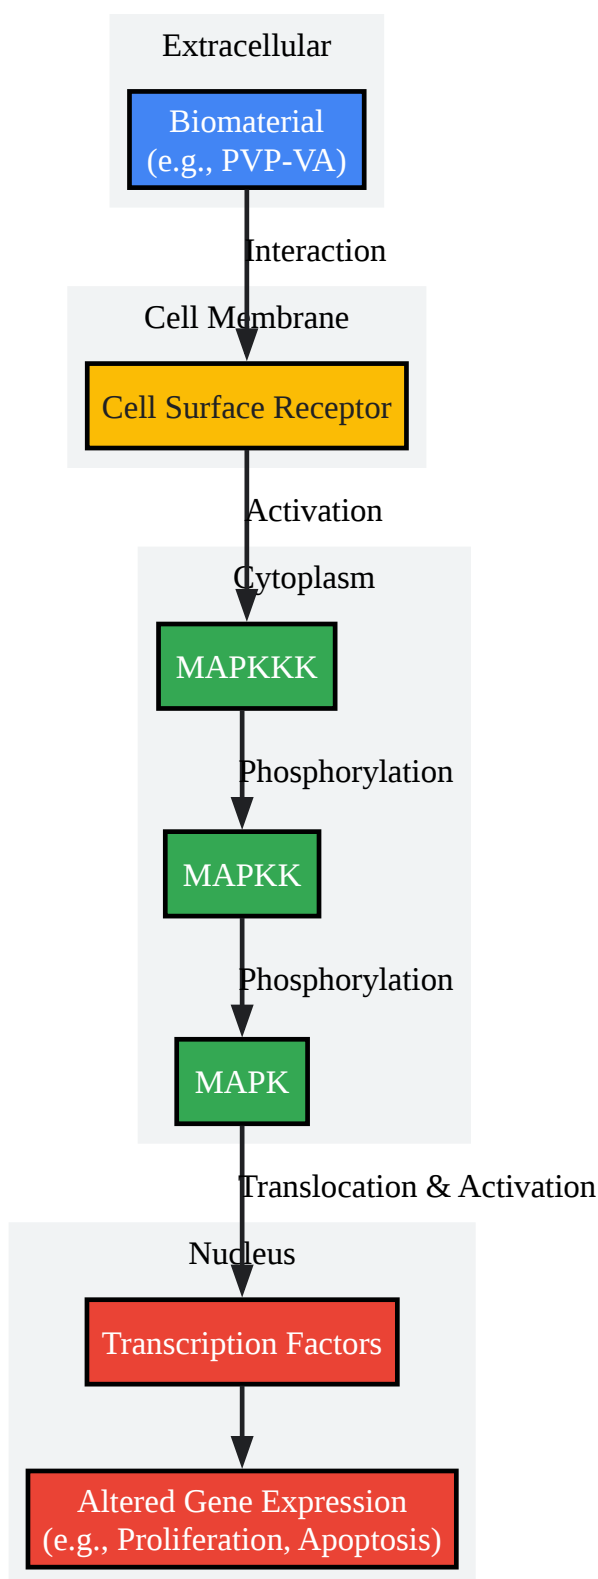 Extracellular
Biomaterial
(e.g., PVP-VA)
Interaction
Cell Membrane
Cell Surface Receptor
Activation
Cytoplasm
MAPKKK
Phosphorylation
MAPKK
Phosphorylation
MAPK
Translocation & Activation
Nucleus
Transcription Factors
Altered Gene Expression
(e.g., Proliferation, Apoptosis)